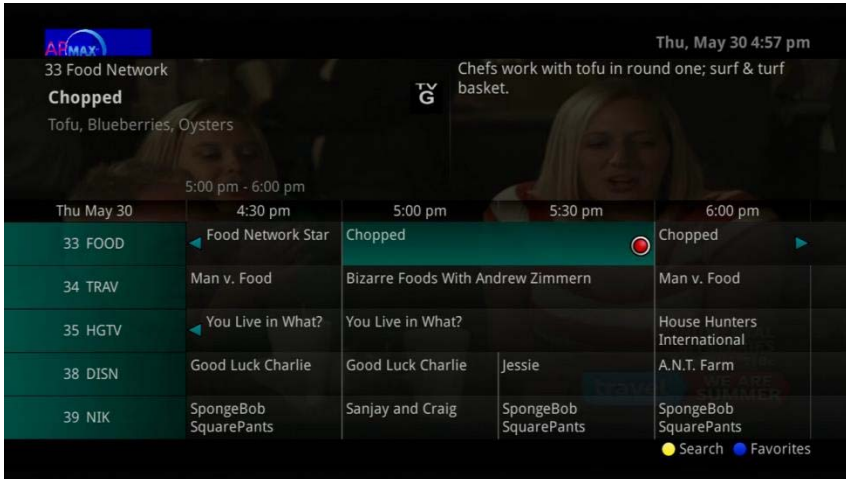 APMAX
Thu, May 30 4:57 pm
33 Food Network
Chopped
Tofu, Blueberries, Oysters
TV
G
Chefs work with tofu in round one; surf & turf
basket.
5:00 pm - 6:00 pm
Thu May 30 4:30 pm 5:00 pm 5:30 pm 6:00 pm
33 FOOD Food Network Star Chopped Chopped
34 TRAV Man v. Food Bizarre Foods With Andrew Zimmern Man v. Food
35 HGTV You Live in What? You Live in What? House Hunters
International
38 DISN Good Luck Charlie Good Luck Charlie Jessie A.N.T. Farm
travel WE ARE
SUMMER
39 NIK SpongeBob
SquarePants Sanjay and Craig SpongeBob
SquarePants SpongeBob
SquarePants
Search Favorites